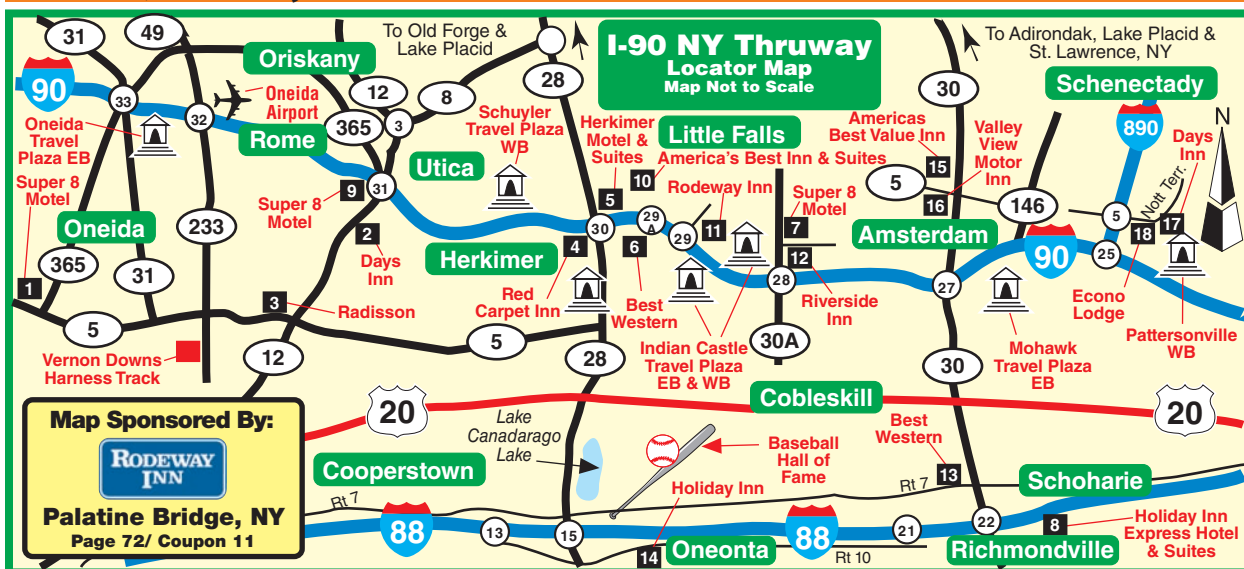 31
49
To Old Forge &
Lake Placid
28
I-90 NY Thruway
Locator Map
Map Not to Scale
30
To Adirondak, Lake Placid &
St. Lawrence, NY
Oriskany
Schenectady
90
33
32
Oneida
Airport
12
8
365
3
Schuyler
Travel Plaza
WB
Herkimer
Motel &
Suites
Little Falls
Americas
Best Value Inn
Valley
View
Motor
Inn
890
N
Days
Inn
Oneida
Travel
Plaza EB
Rome
Utica
10
America's Best Inn & Suites
15
5
Super 8
Motel
9
31
Super 8
Motel
5
Rodeway Inn
11
Super 8
Motel
7
16
146
5
Nott Terr.
17
18
Oneida
233
2
Days
Inn
Herkimer
4
30
29
A
6
29
12
Amsterdam
90
25
365
31
1
3
Radisson
Red
Carpet Inn
Best
Western
28
Riverside
Inn
27
Econo
Lodge
Pattersonville
WB
5
12
5
28
Indian Castle
Travel Plaza
EB & WB
30A
30
Mohawk
Travel Plaza
EB
Vernon Downs
Harness Track
20
Cobleskill
20
Map Sponsored By:
RODEWAY
INN
Palatine Bridge, NY
Page 72/ Coupon 11
Lake
Canadarago
Lake
Baseball
Hall of
Fame
Best
Western
13
Cooperstown
Holiday Inn
Rt 7
Schoharie
Rt 7
88
13
15
14
Oneonta
88
Rt 10
21
22
Richmondville
8
Holiday Inn
Express Hotel
& Suites